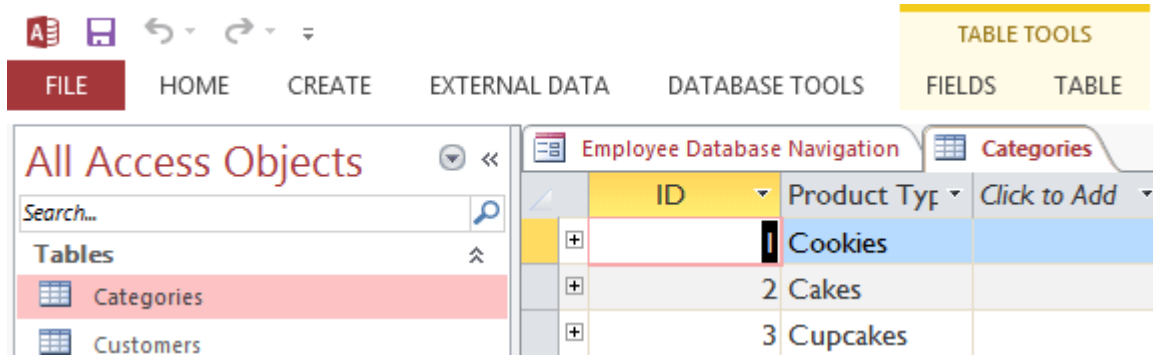 TABLE TOOLS
FILE HOME CREATE EXTERNAL DATA DATABASE TOOLS FIELDS TABLE
All Access Objects
Search...
Tables
Categories
Customers
Employee Database Navigation Categories
ID Product Typ Click to Add
1 Cookies
2 Cakes
3 Cupcakes